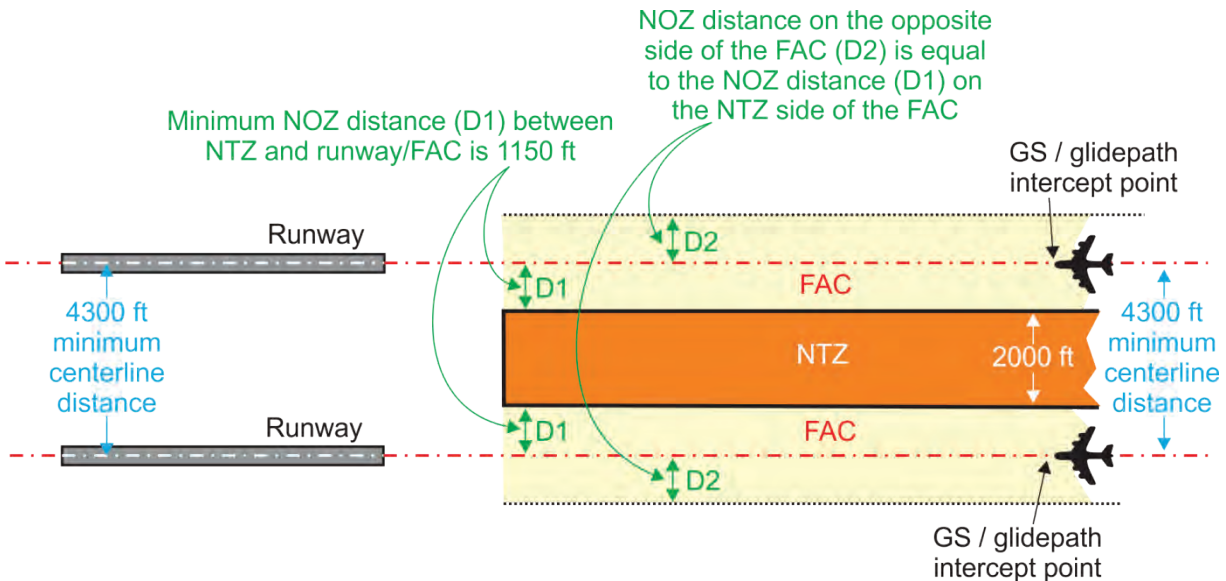 NOZ distance on the opposite
side of the FAC (D2) is equal
to the NOZ distance (D1) on
the NTZ side of the FAC
Minimum NOZ distance (D1) between
NTZ and runway/FAC is 1150 ft
GS / glidepath
intercept point
Runway
D2
D1
FAC
4300 ft
minimum
centerline
distance
NTZ
2000 ft
4300 ft
minimum
centerline
distance
Runway
D1
FAC
D2
GS / glidepath
intercept point